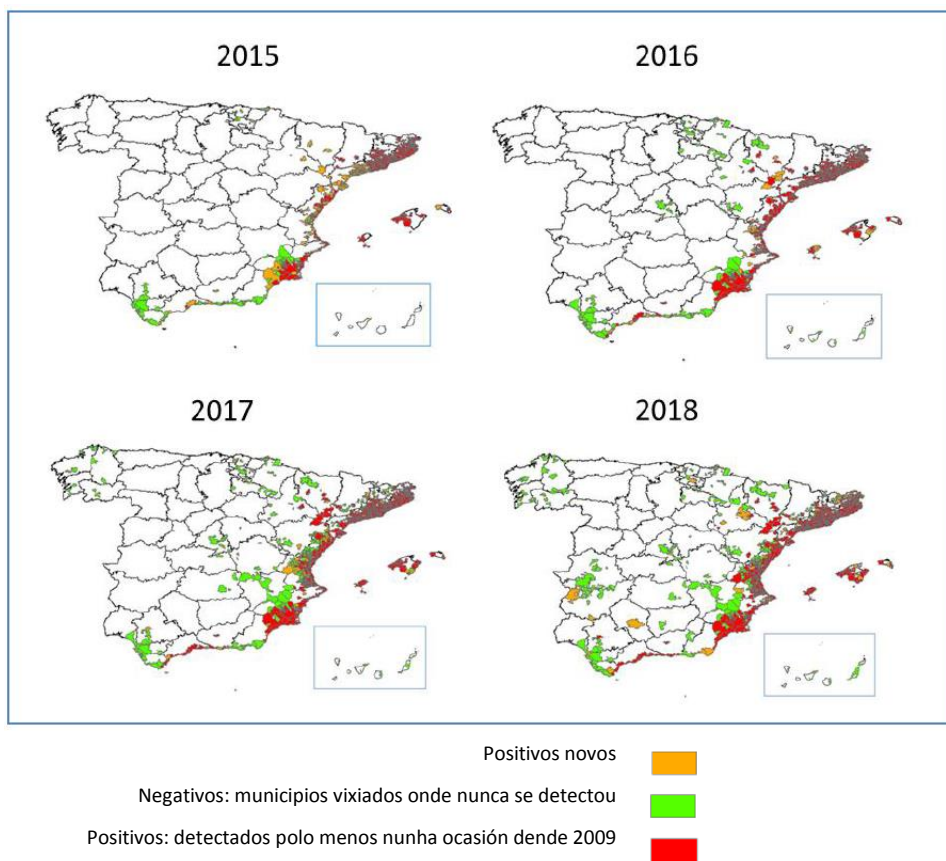 2015
2016
2017
2018
Positivos novos
Negativos: municipios vixiados onde nunca se detectou
Positivos: detectados polo menos nunha ocasión dende 2009